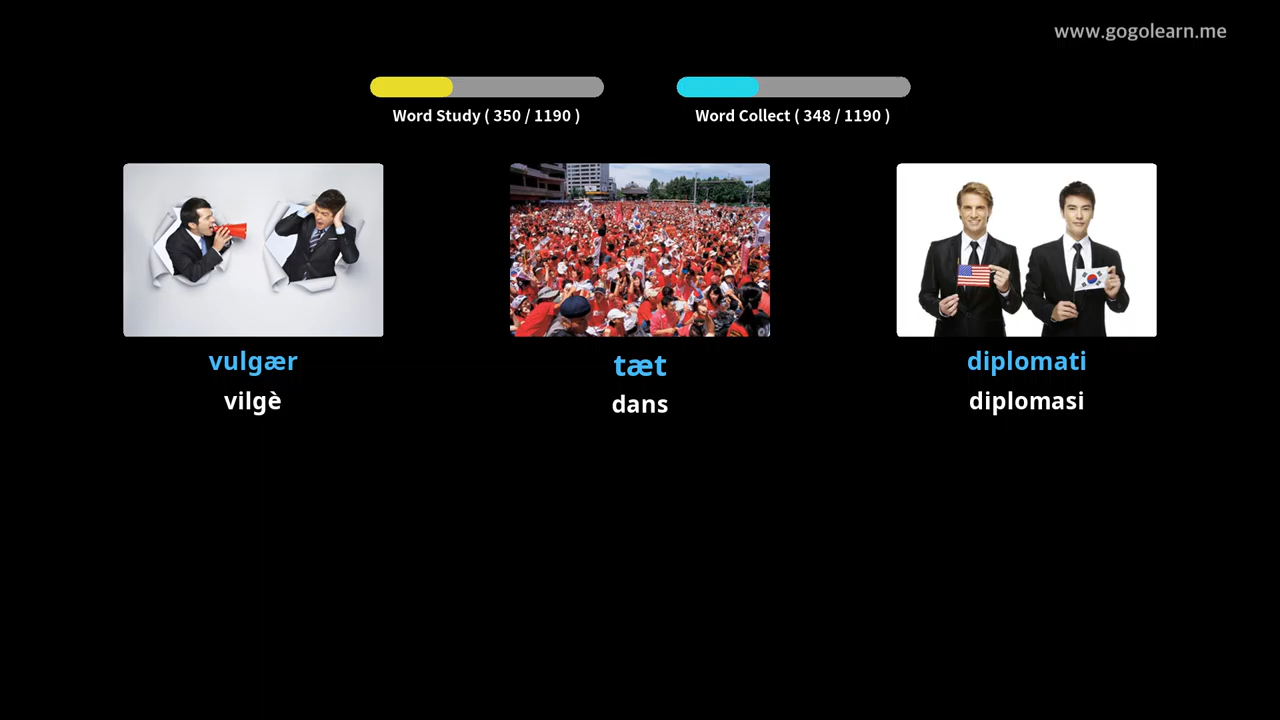 www.gogolearn.me
Word Study ( 350 / 1190 )
Word Collect ( 348 / 1190 )
vulgær
vilgè
tæt
dans
diplomati
diplomasi